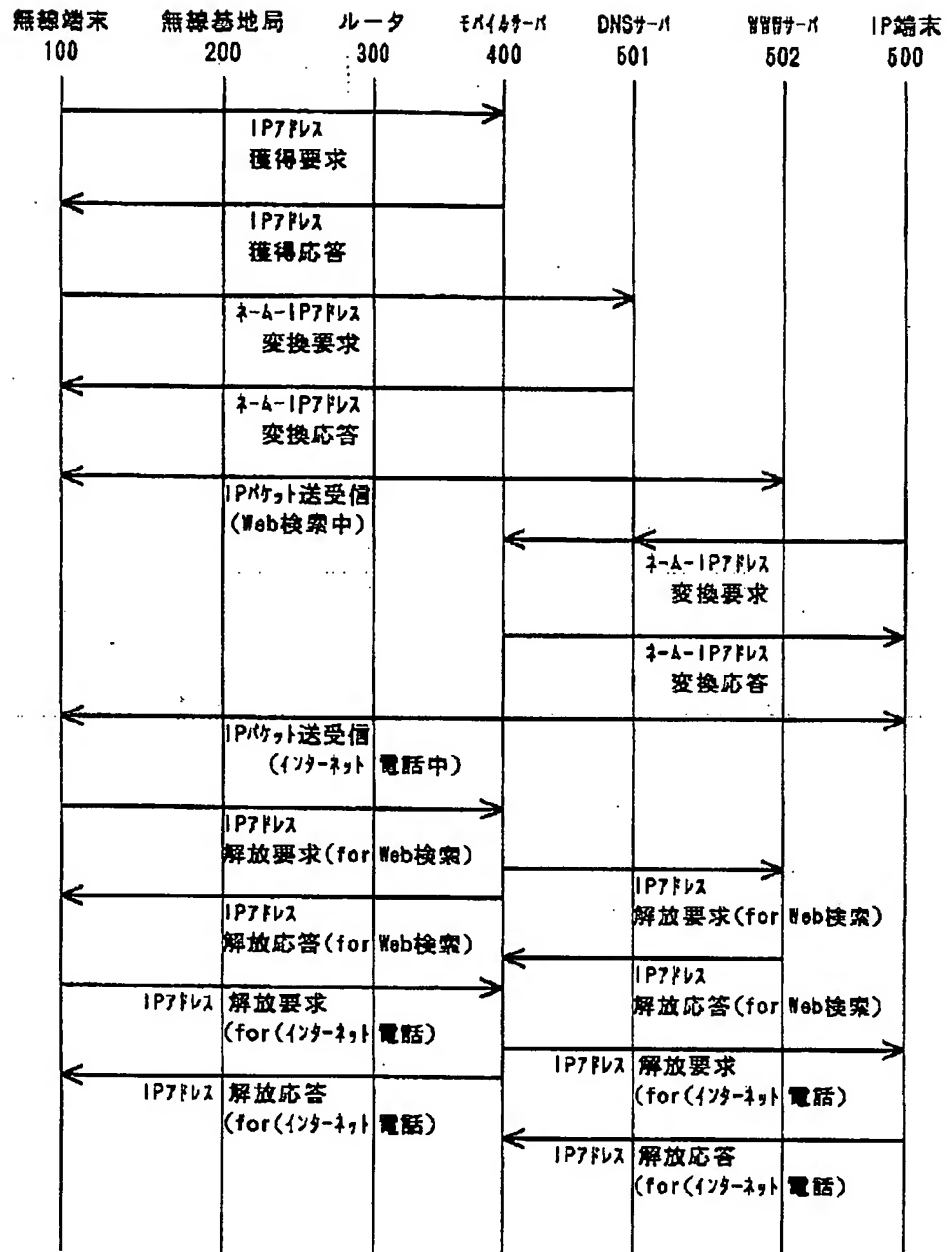 無線端末 無線基地局 ルータ モバイルサーバ DNSサーバ WWWサーバ IP端末
100 200 300 400 501 502 500
IPアドレス
獲得要求
IPアドレス
獲得応答
ネーム-IPアドレス
変換要求
ネーム-IPアドレス
変換応答
IPパケット送受信
(Web検索中)
ネーム-IPアドレス
変換要求
ネーム-IPアドレス
変換応答
IPパケット送受信
(インターネット電話中)
IPアドレス
解放要求(for Web検索)
IPアドレス
解放要求(for Web検索)
IPアドレス
解放応答(for Web検索)
IPアドレス
解放応答(for Web検索)
IPアドレス 解放要求
(for(インターネット電話)
IPアドレス 解放要求
(for(インターネット電話)
IPアドレス 解放応答
(for(インターネット電話)
IPアドレス 解放応答
(for(インターネット電話)